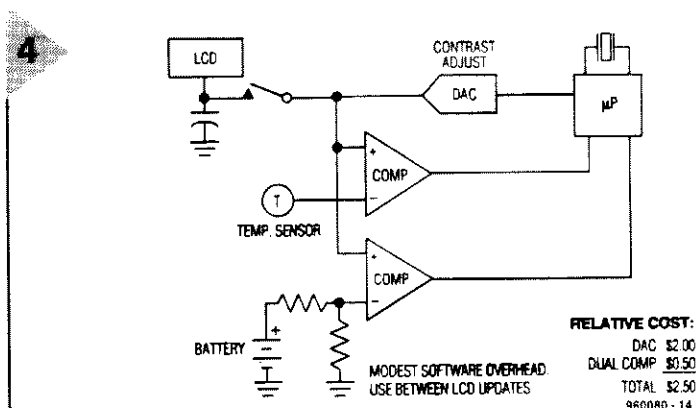 4
LCD
CONTRAST
ADJUST
DAC
µP
+
COMP
−
T
TEMP. SENSOR
+
COMP
−
+
BATTERY
MODEST SOFTWARE OVERHEAD.
USE BETWEEN LCD UPDATES
RELATIVE COST:
DAC $2.00
DUAL COMP $0.50
TOTAL $2.50
960080 - 14